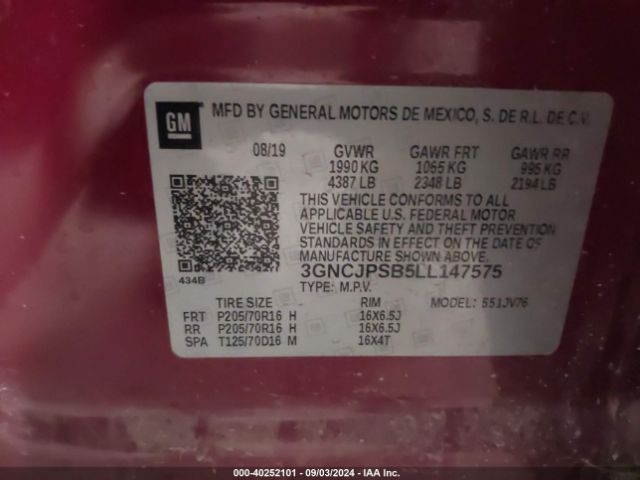 GM
MFD BY GENERAL MOTORS DE MEXICO, S. DE R.L. DE C.V.
08/19 GVWR GAWR FRT GAWR RR
1990 KG 1065 KG 995 KG
4387 LB 2348 LB 2194 LB
THIS VEHICLE CONFORMS TO ALL
APPLICABLE U.S. FEDERAL MOTOR
VEHICLE SAFETY AND THEFT PREVENTION
STANDARDS IN EFFECT ON THE DATE OF
MANUFACTURE SHOWN ABOVE.
434B
3GNCJPSB5LL147575
TYPE: M.P.V.
TIRE SIZE RIM MODEL: 551JV76
FRT P205/70R16 H 16X6.5J
RR P205/70R16 H 16X6.5J
SPA T125/70D16 M 16X4T
000-40252101 - 09/03/2024 - IAA Inc.